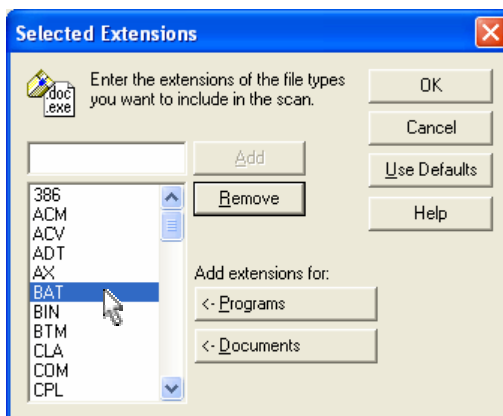 Selected Extensions
.doc
.exe
Enter the extensions of the file types
you want to include in the scan.
OK
Cancel
Use Defaults
Help
Add
Remove
386
ACM
ACV
ADT
AX
BAT
BIN
BTM
CLA
COM
CPL
Add extensions for:
<- Programs
<- Documents